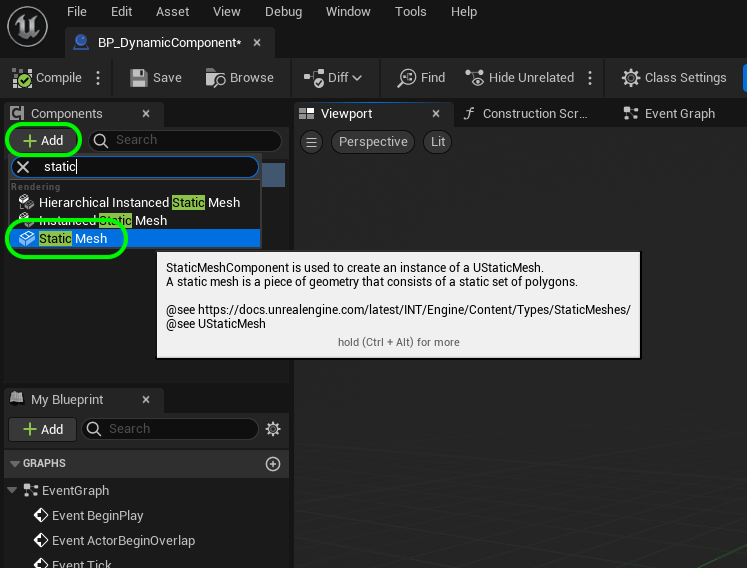 File Edit Asset View Debug Window Tools Help
BP_DynamicComponent*
Compile Save Browse Diff Find Hide Unrelated Class Settings
Components Viewport Construction Scr... Event Graph
Add Search Perspective Lit
static
Rendering
Hierarchical Instanced Static Mesh
Instanced Static Mesh
Static Mesh
StaticMeshComponent is used to create an instance of a UStaticMesh.
A static mesh is a piece of geometry that consists of a static set of polygons.
@see https://docs.unrealengine.com/latest/INT/Engine/Content/Types/StaticMeshes/
@see UStaticMesh
hold (Ctrl + Alt) for more
My Blueprint
Add Search
GRAPHS
EventGraph
Event BeginPlay
Event ActorBeginOverlap
Event Tick